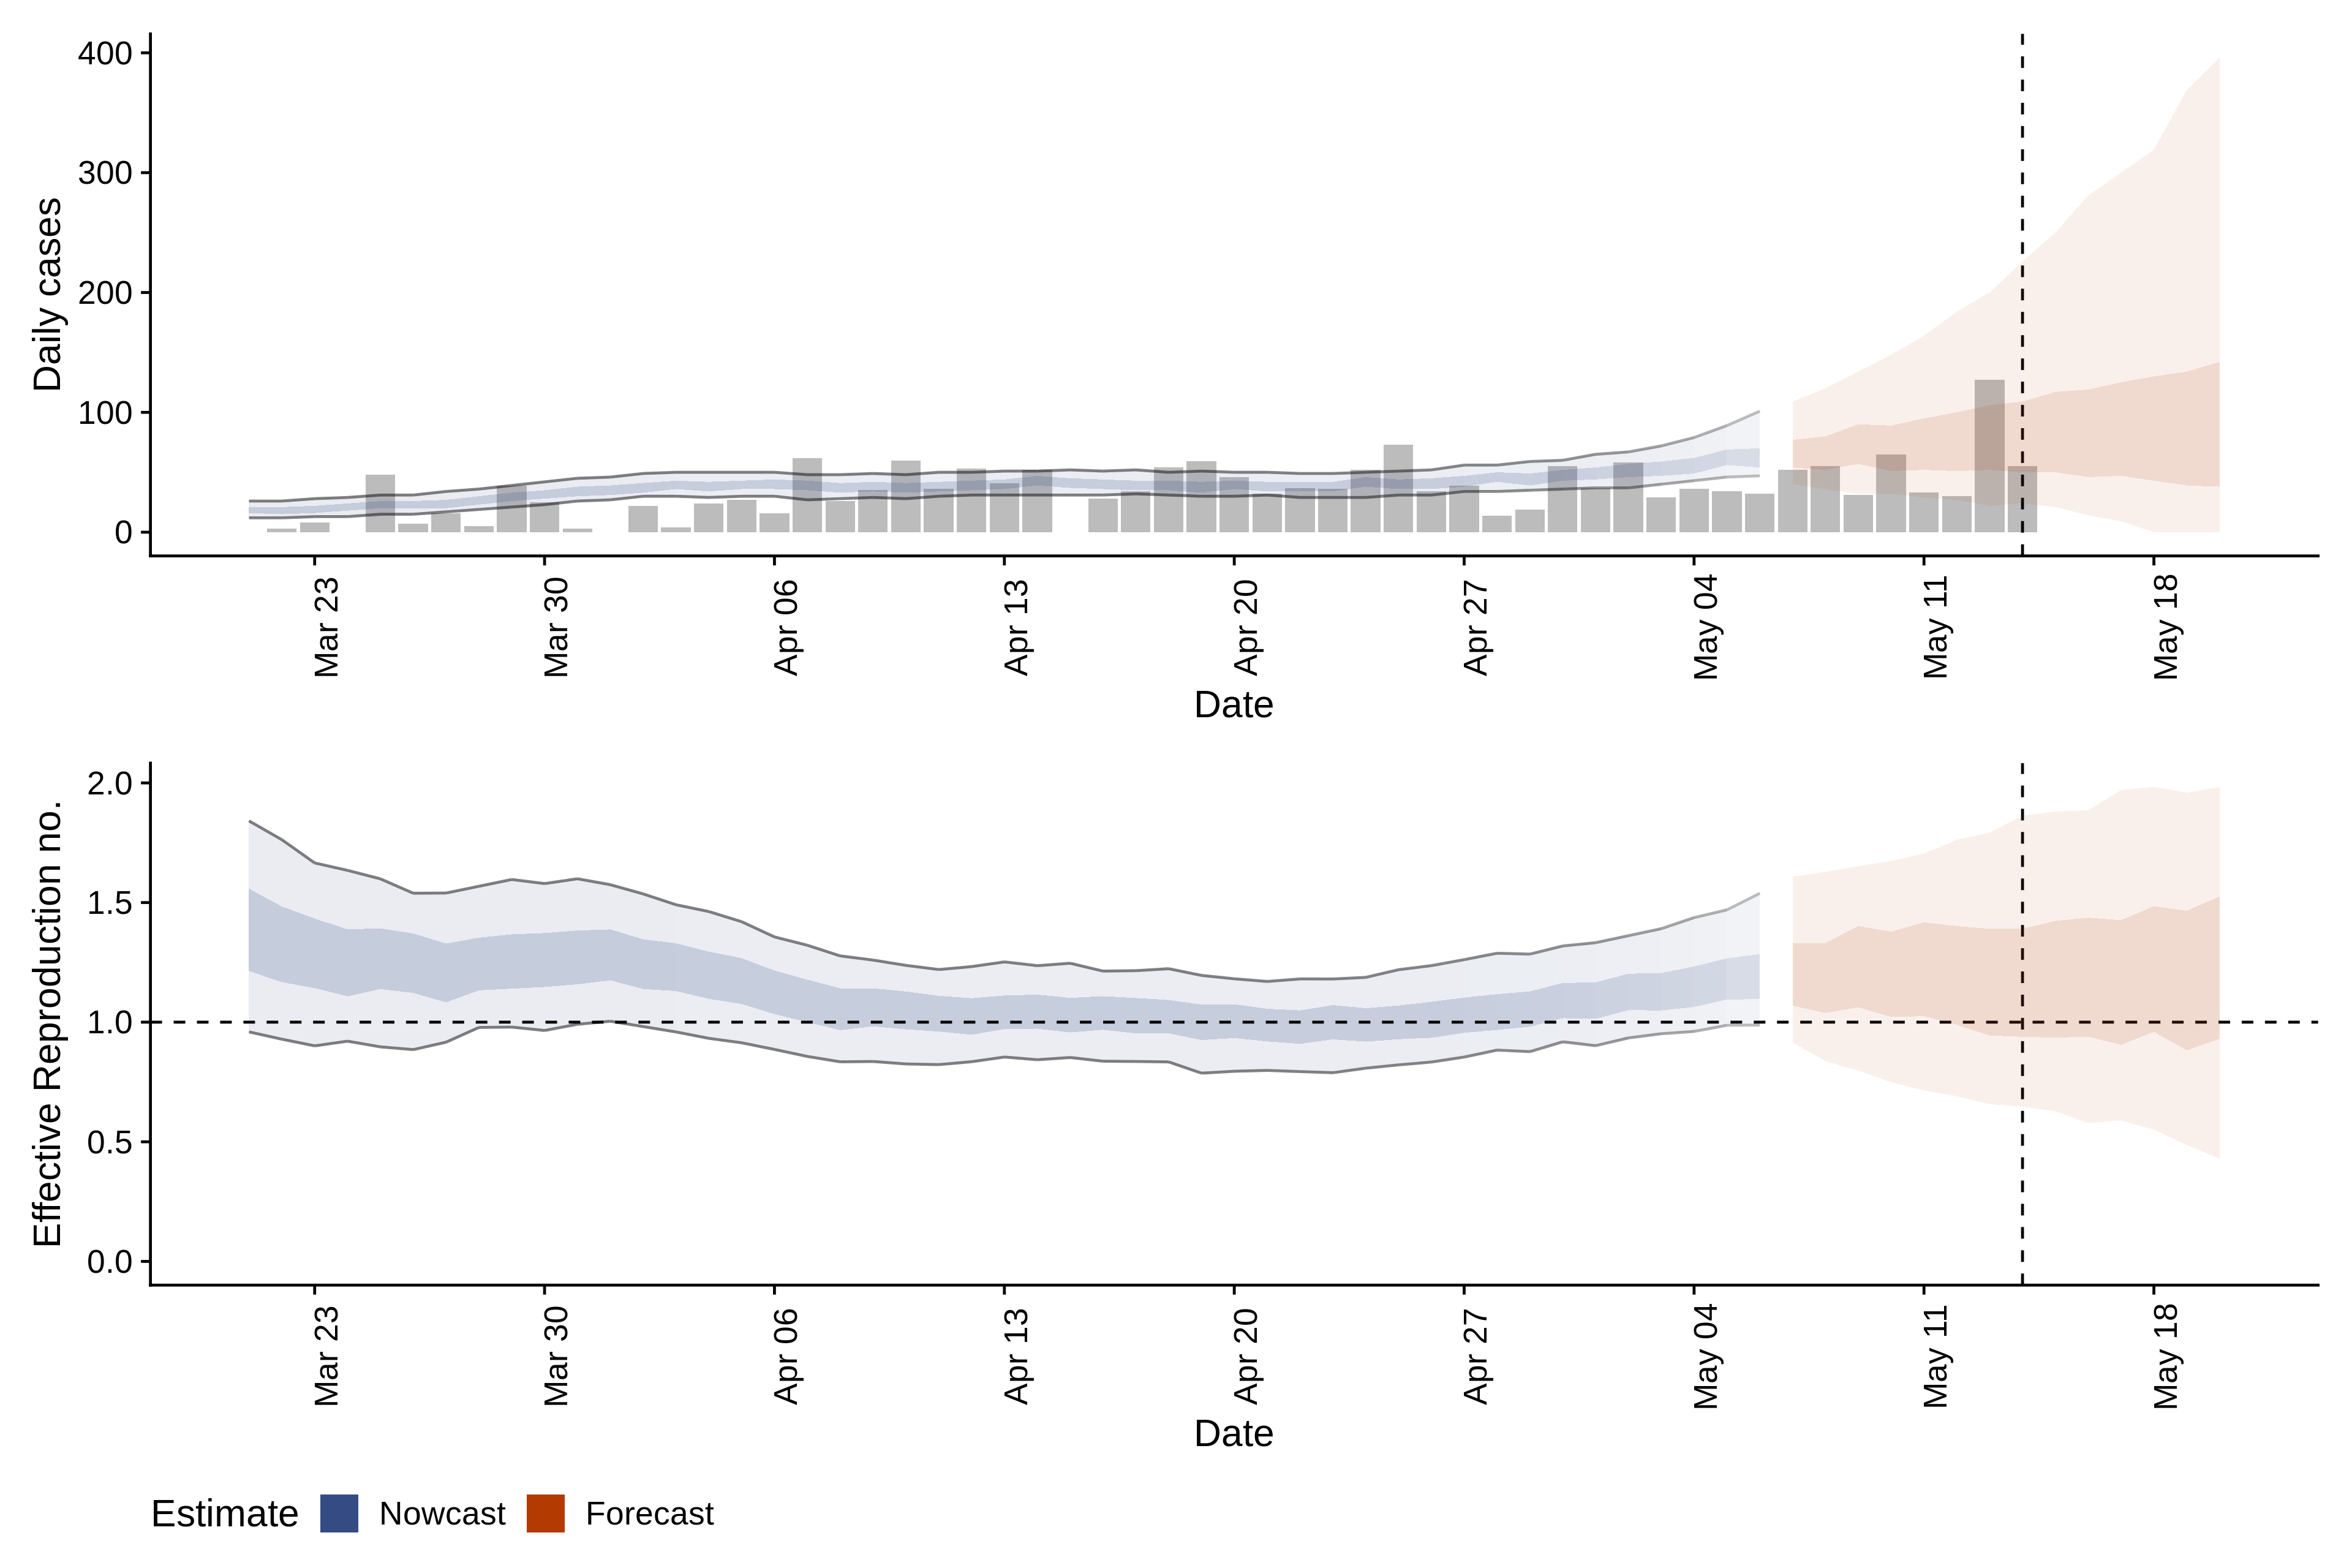 400
300
200
100
0
Daily cases
Mar 23
Mar 30
Apr 06
Apr 13
Apr 20
Apr 27
May 04
May 11
May 18
Date
2.0
1.5
1.0
0.5
0.0
Effective Reproduction no.
Mar 23
Mar 30
Apr 06
Apr 13
Apr 20
Apr 27
May 04
May 11
May 18
Date
Estimate Nowcast Forecast